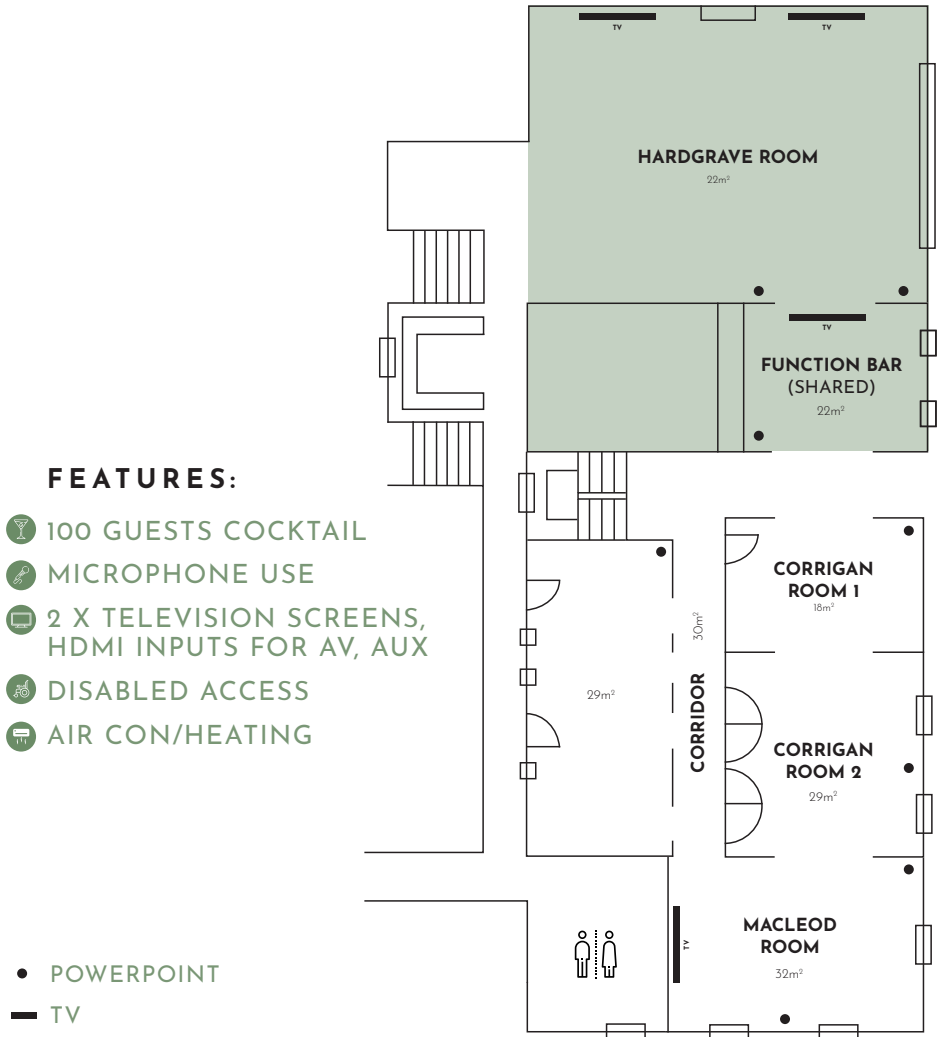 TV
TV
HARDGRAVE ROOM
22m²
TV
FUNCTION BAR
(SHARED)
22m²
FEATURES:
100 GUESTS COCKTAIL
MICROPHONE USE
2 X TELEVISION SCREENS,
HDMI INPUTS FOR AV, AUX
DISABLED ACCESS
AIR CON/HEATING
CORRIGAN
ROOM 1
18m²
30m²
CORRIDOR
29m²
CORRIGAN
ROOM 2
29m²
MACLEOD
ROOM
32m²
TV
POWERPOINT
TV